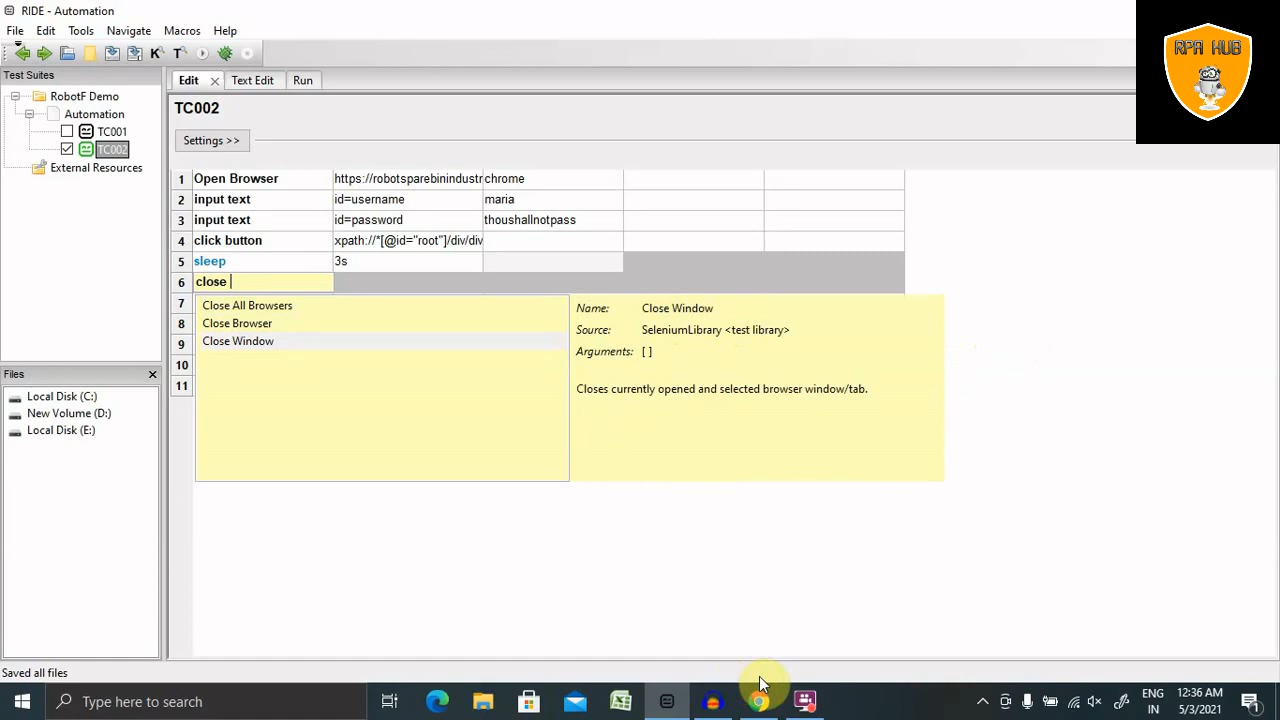 RIDE - Automation
File Edit Tools Navigate Macros Help
RPA HUB
Test Suites
RobotF Demo
Automation
TC001
TC002
External Resources
Files
Local Disk (C:)
New Volume (D:)
Local Disk (E:)
Edit Text Edit Run
TC002
Settings >>
1 Open Browser https://robotsparebinindustr chrome
2 input text id=username maria
3 input text id=password thoushallnotpass
4 click button xpath://*[@id="root"]/div/div
5 sleep 3s
6 close
7
8
9
10
11
Close All Browsers
Close Browser
Close Window
Name: Close Window
Source: SeleniumLibrary <test library>
Arguments: [ ]
Closes currently opened and selected browser window/tab.
Saved all files
Type here to search
ENG
IN
12:36 AM
5/3/2021
1